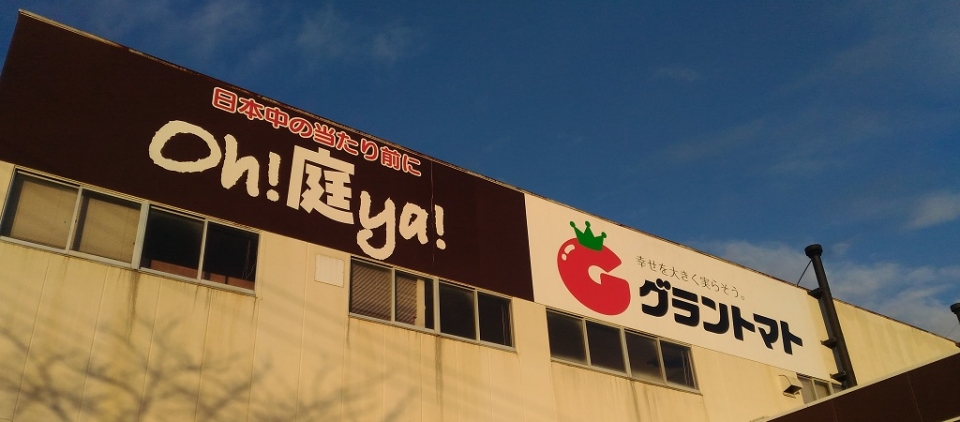 日本中の当たり前に
Oh!庭ya!
幸せを大きく実らそう。
グラントマト